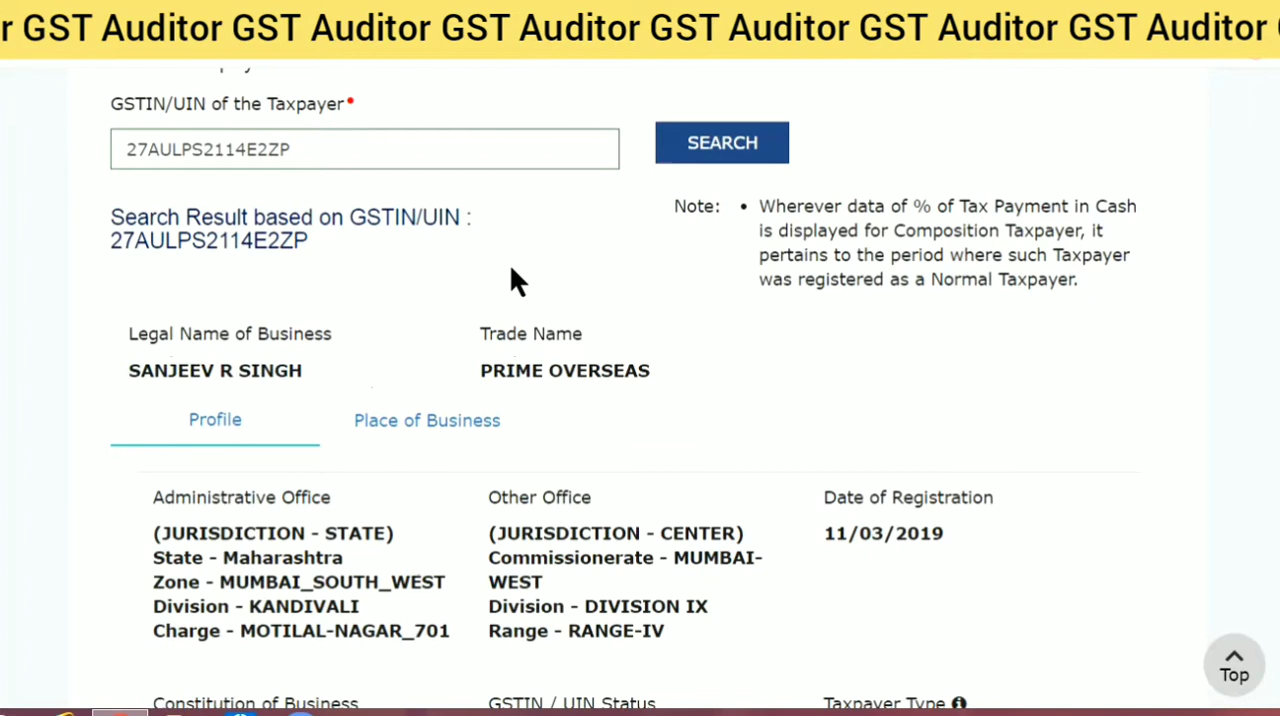 r GST Auditor GST Auditor GST Auditor GST Auditor GST Auditor GST Auditor
GSTIN/UIN of the Taxpayer•
27AULPS2114E2ZP
SEARCH
Search Result based on GSTIN/UIN :
27AULPS2114E2ZP
Note: • Wherever data of % of Tax Payment in Cash
is displayed for Composition Taxpayer, it
pertains to the period where such Taxpayer
was registered as a Normal Taxpayer.
Legal Name of Business
SANJEEV R SINGH
Trade Name
PRIME OVERSEAS
Profile
Place of Business
Administrative Office
(JURISDICTION - STATE)
State - Maharashtra
Zone - MUMBAI_SOUTH_WEST
Division - KANDIVALI
Charge - MOTILAL-NAGAR_701
Other Office
(JURISDICTION - CENTER)
Commissionerate - MUMBAI-
WEST
Division - DIVISION IX
Range - RANGE-IV
Date of Registration
11/03/2019
Constitution of Business
GSTIN / UIN Status
Taxpayer Type
Top